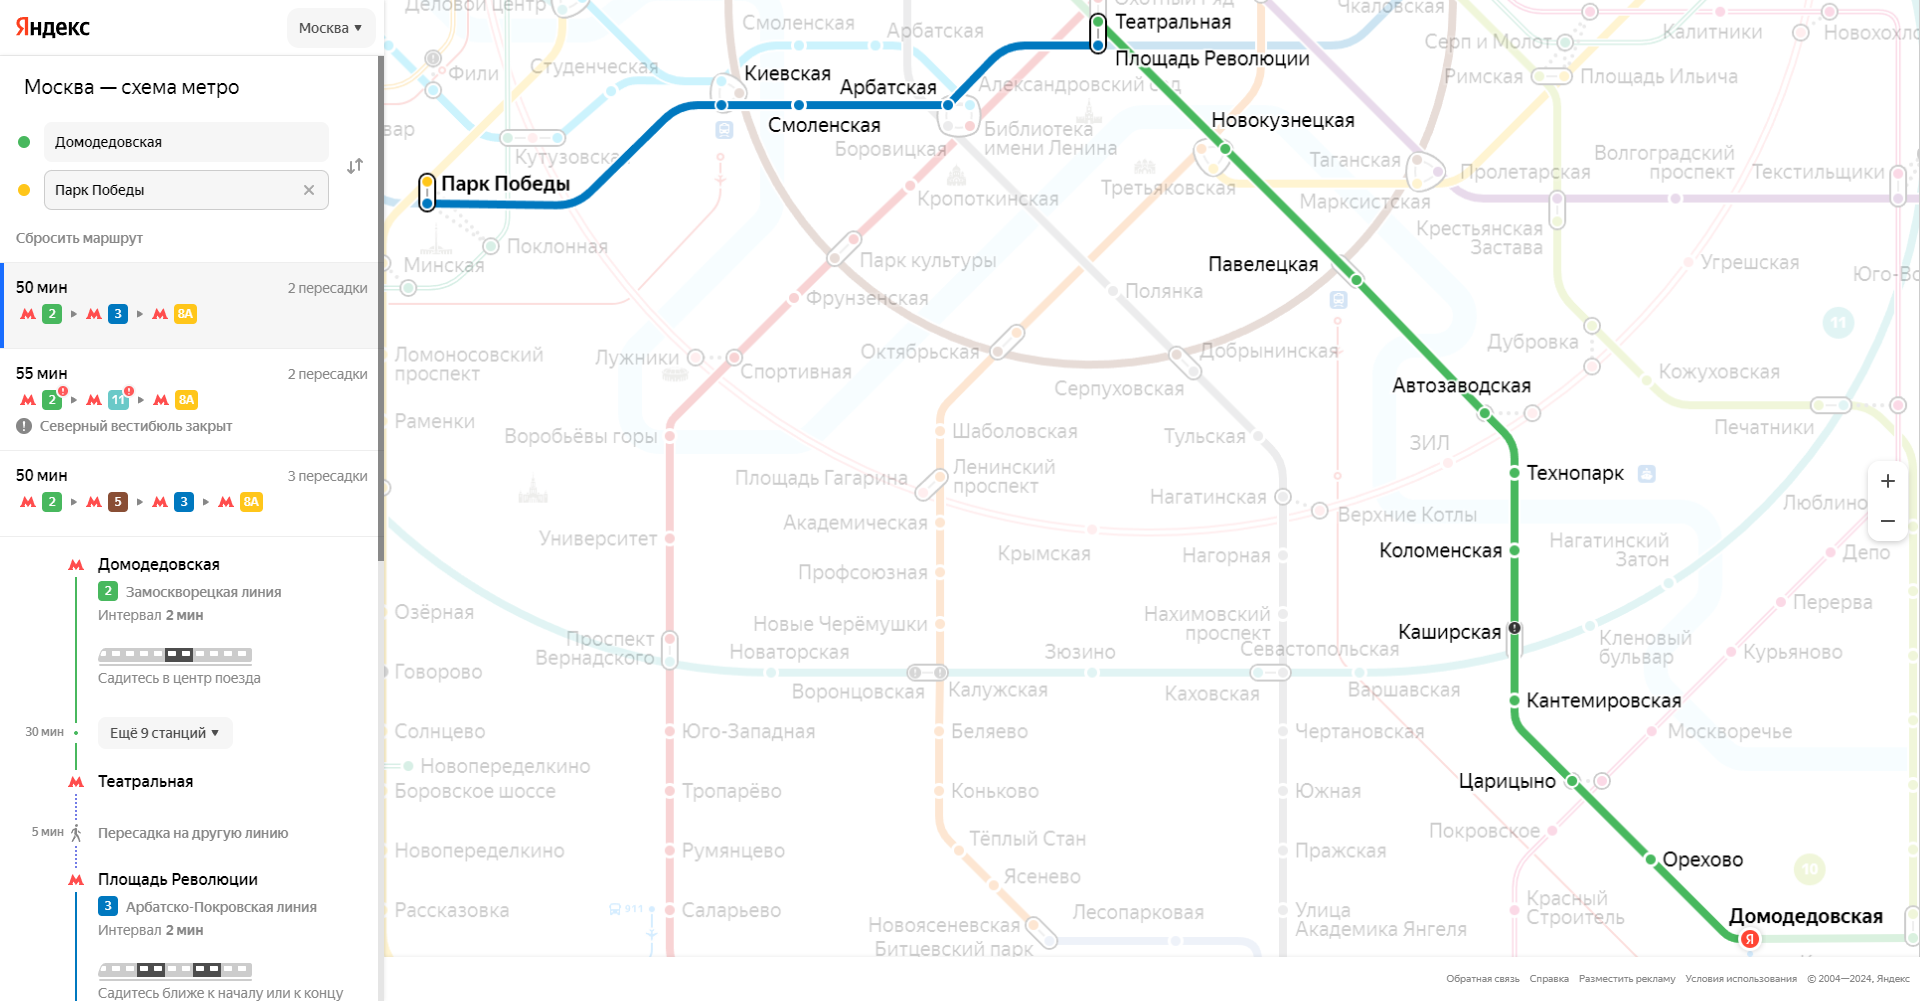 Яндекс
Москва
Москва — схема метро
Домодедовская
Парк Победы
Сбросить маршрут
50 мин
2 пересадки
2
3
8А
55 мин
2 пересадки
2
11
8А
Северный вестибюль закрыт
50 мин
3 пересадки
2
5
3
8А
Домодедовская
2 Замоскворецкая линия
Интервал 2 мин
Садитесь в центр поезда
30 мин
Ещё 9 станций
Театральная
5 мин
Пересадка на другую линию
Площадь Революции
3 Арбатско-Покровская линия
Интервал 2 мин
Садитесь ближе к началу или к концу
Деловой центр
Смоленская
Арбатская
Охотный Ряд
Театральная
Площадь Революции
Чкаловская
Серп и Молот
Калитники
Римская
Площадь Ильича
Фили
Студенческая
Киевская
Арбатская
Александровский сад
Смоленская
Кутузовская
Боровицкая
Библиотека
имени Ленина
Новокузнецкая
Третьяковская
Таганская
Марксистская
Пролетарская
Волгоградский
проспект
Текстильщики
Парк Победы
Кропоткинская
Крестьянская
Застава
Угрешская
Поклонная
Минская
Парк культуры
Полянка
Павелецкая
Фрунзенская
11
Ломоносовский
проспект
Лужники
Спортивная
Октябрьская
Добрынинская
Серпуховская
Дубровка
Кожуховская
Автозаводская
Раменки
Воробьёвы горы
Шаболовская
Тульская
ЗИЛ
Печатники
Площадь Гагарина
Ленинский
проспект
Нагатинская
Верхние Котлы
Технопарк
Люблино
Академическая
Университет
Крымская
Нагорная
Коломенская
Нагатинский
Затон
Депо
Профсоюзная
Озёрная
Новые Черёмушки
Нахимовский
проспект
Каширская
Перерва
Проспект
Вернадского
Новаторская
Зюзино
Севастопольская
Кленовый
бульвар
Курьяново
Говорово
Воронцовская
Калужская
Каховская
Варшавская
Кантемировская
Солнцево
Юго-Западная
Беляево
Чертановская
Москворечье
Новопеределкино
Боровское шоссе
Тропарёво
Коньково
Южная
Царицыно
Покровское
Новопеределкино
Румянцево
Тёплый Стан
Пражская
Орехово
10
Ясенево
Рассказовка
911
Саларьево
Новоясеневская
Битцевский парк
Лесопарковая
Улица
Академика Янгеля
Красный
Строитель
Домодедовская
Я
Обратная связь
Справка
Разместить рекламу
Условия использования
© 2004—2024, Яндекс